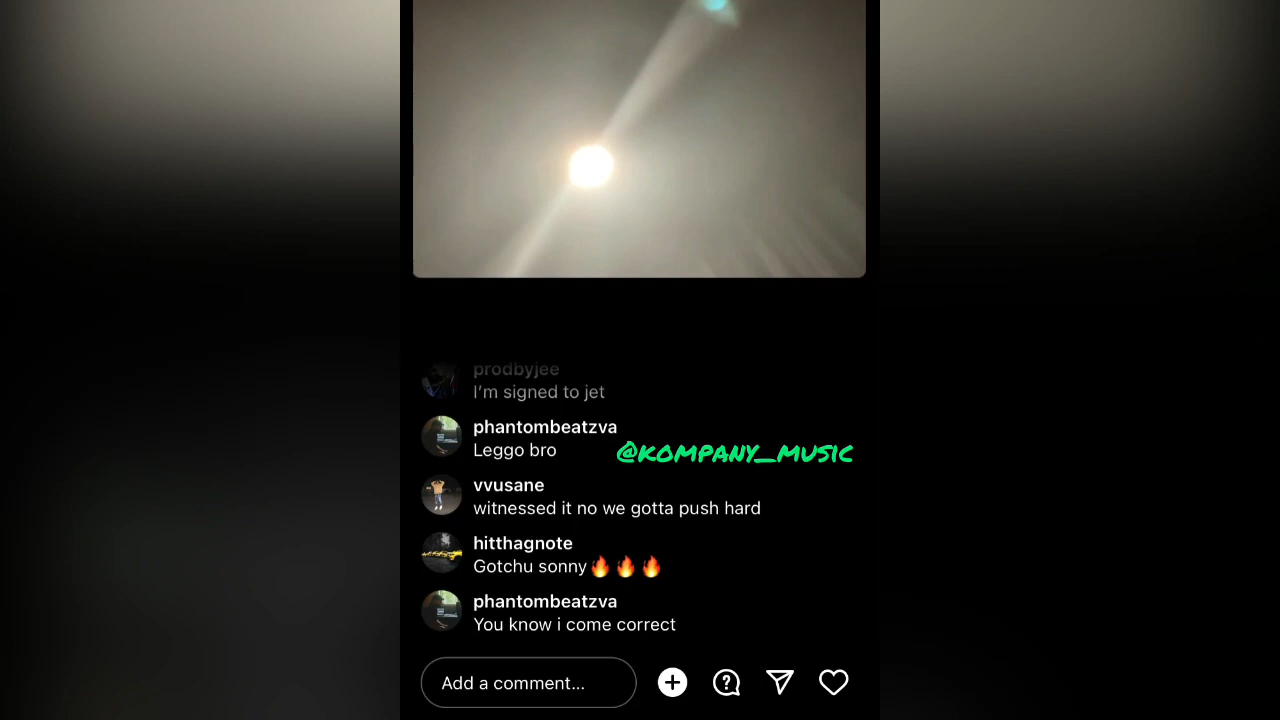 prodbyjee
I'm signed to jet
phantombeatzva
Leggo bro
@KOMPANY_MUSIC
vvusane
witnessed it no we gotta push hard
hitthagnote
Gotchu sonny🔥🔥🔥
phantombeatzva
You know i come correct
Add a comment...